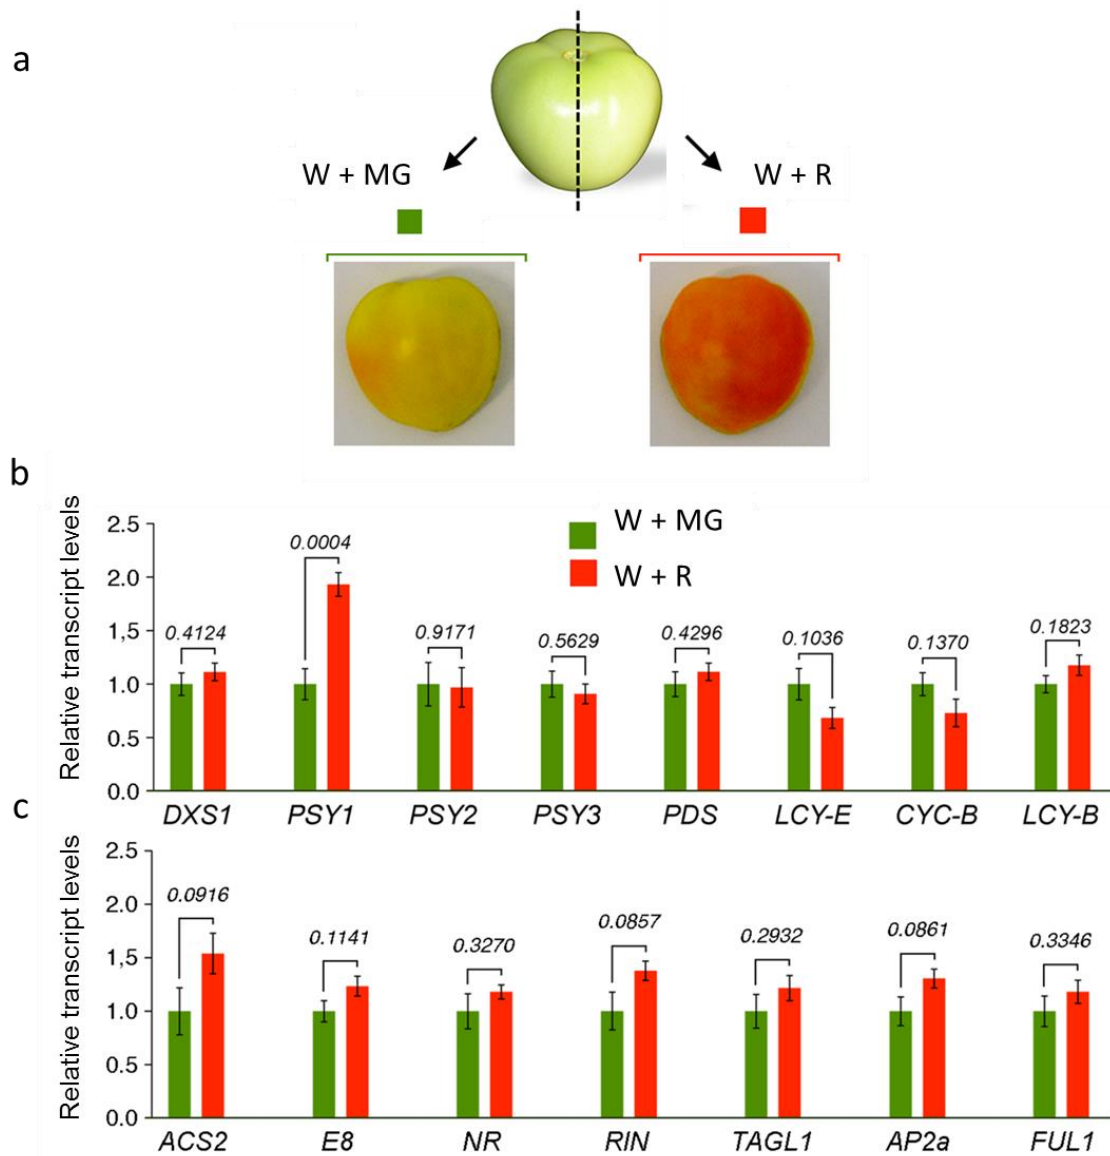 a
W + MG
W + R
b
Relative transcript levels
2.5
2.0
1,5
1.0
0.5
0.0
W + MG
W + R
0.4124
0.0004
0.9171
0.5629
0.4296
0.1036
0.1370
0.1823
DXS1 PSY1 PSY2 PSY3 PDS LCY-E CYC-B LCY-B
c
Relative transcript levels
2.5
2.0
1.5
1.0
0.5
0.0
0.0916
0.1141
0.3270
0.0857
0.2932
0.0861
0.3346
ACS2 E8 NR RIN TAGL1 AP2a FUL1